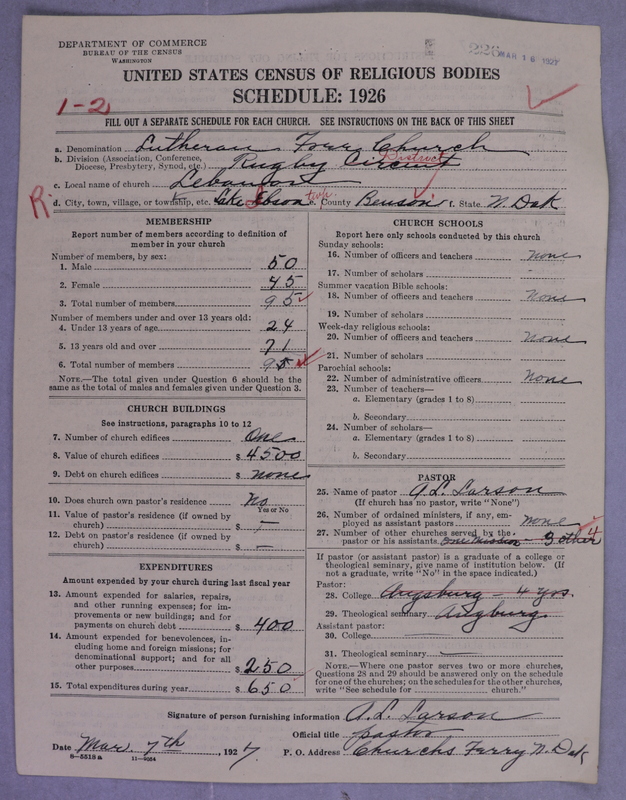 DEPARTMENT OF COMMERCE
BUREAU OF THE CENSUS
WASHINGTON
226 MAR 18 1927
UNITED STATES CENSUS OF RELIGIOUS BODIES
SCHEDULE: 1926
1-2
FILL OUT A SEPARATE SCHEDULE FOR EACH CHURCH. SEE INSTRUCTIONS ON THE BACK OF THIS SHEET
a. Denomination Lutheran Free Church
b. Division (Association, Conference, Diocese, Presbytery, Synod, etc.) Rugby Circuit District
c. Local name of church Lebanon
R d. City, town, village, or township, etc. Lake Ibson twp. e. County Benson f. State N. Dak
MEMBERSHIP
Report number of members according to definition of
member in your church
Number of members, by sex:
1. Male 50
2. Female 45
3. Total number of members 95
Number of members under and over 13 years old:
4. Under 13 years of age 24
5. 13 years old and over 71
6. Total number of members 95
NOTE.—The total given under Question 6 should be
the same as the total of males and females given under Question 3.
CHURCH BUILDINGS
See instructions, paragraphs 10 to 12
7. Number of church edifices One
8. Value of church edifices $ 4500
9. Debt on church edifices $ none
10. Does church own pastor's residence No
Yes or No
11. Value of pastor's residence (if owned by
church) $ —
12. Debt on pastor's residence (if owned by
church) $ —
EXPENDITURES
Amount expended by your church during last fiscal year
13. Amount expended for salaries, repairs,
and other running expenses; for im-
provements or new buildings; and for
payments on church debt $ 400
14. Amount expended for benevolences, in-
cluding home and foreign missions; for
denominational support; and for all
other purposes $ 250
15. Total expenditures during year $ 650
CHURCH SCHOOLS
Report here only schools conducted by this church
Sunday schools:
16. Number of officers and teachers none
17. Number of scholars -
Summer vacation Bible schools:
18. Number of officers and teachers none
19. Number of scholars
Week-day religious schools:
20. Number of officers and teachers none
21. Number of scholars
Parochial schools:
22. Number of administrative officers none
23. Number of teachers—
a. Elementary (grades 1 to 8)
b. Secondary
24. Number of scholars—
a. Elementary (grades 1 to 8)
b. Secondary
PASTOR
25. Name of pastor A. L. Larson
(If church has no pastor, write "None")
26. Number of ordained ministers, if any, em-
ployed as assistant pastors none
27. Number of other churches served by the
pastor or his assistants One mission - 3 other 4
If pastor (or assistant pastor) is a graduate of a college or
theological seminary, give name of institution below. (If
not a graduate, write "No" in the space indicated.)
Pastor:
28. College Augsburg - 4 yrs.
29. Theological seminary Augburg.
Assistant pastor:
30. College
31. Theological seminary —
NOTE.—Where one pastor serves two or more churches,
Questions 28 and 29 should be answered only on the schedule
for one of the churches; on the schedules for the other churches,
write "See schedule for church."
Signature of person furnishing information A. L. Larson
Official title pastor
Date Mar. 7th, 1927 P. O. Address Churchs Ferry N. Dak
8-5518a 11-9054